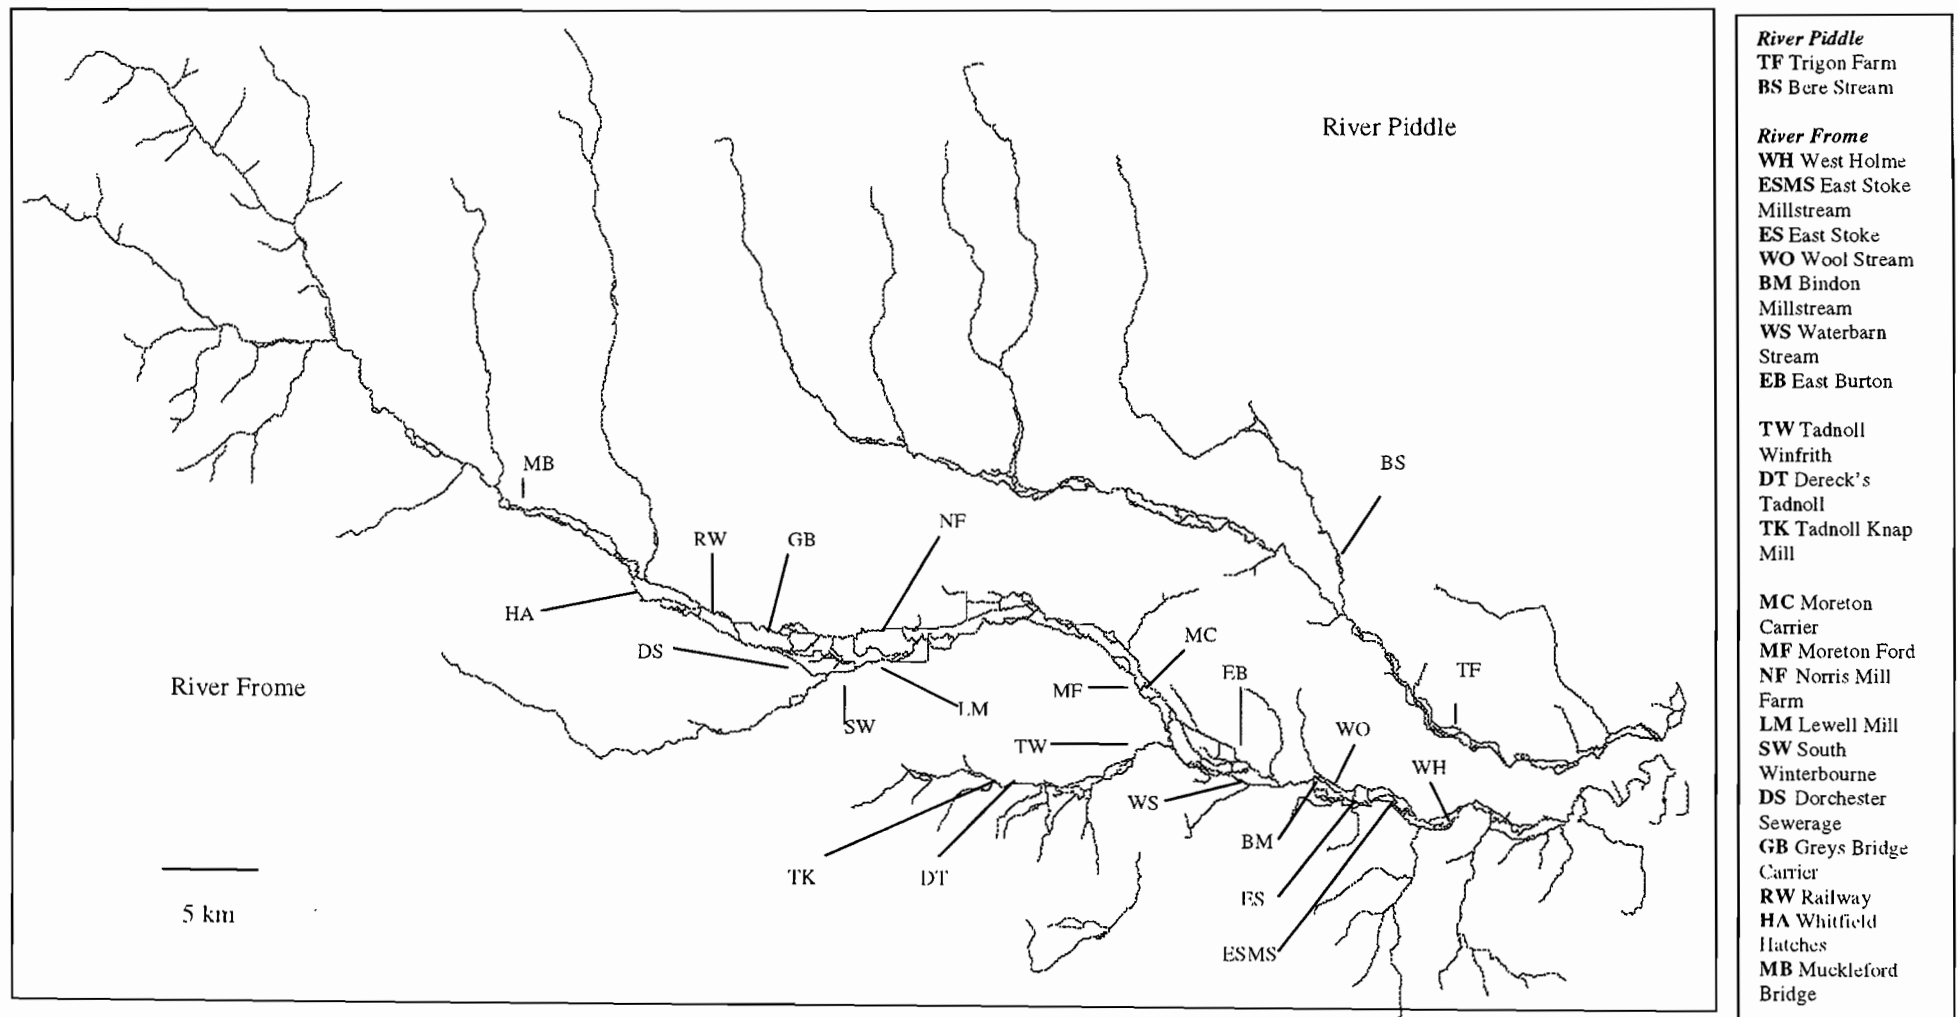 River Piddle
BS
MB
NF
RW
GB
HA
DS
MC
EB
TF
River Frome
MF
LM
SW
TW
WO
WH
WS
BM
TK
DT
ES
5 km
ESMS
River Piddle
TF Trigon Farm
BS Bere Stream
River Frome
WH West Holme
ESMS East Stoke
Millstream
ES East Stoke
WO Wool Stream
BM Bindon
Millstream
WS Waterbarn
Stream
EB East Burton
TW Tadnoll
Winfrith
DT Dereck's
Tadnoll
TK Tadnoll Knap
Mill
MC Moreton
Carrier
MF Moreton Ford
NF Norris Mill
Farm
LM Lewell Mill
SW South
Winterbourne
DS Dorchester
Sewerage
GB Greys Bridge
Carrier
RW Railway
HA Whitfield
Hatches
MB Muckleford
Bridge